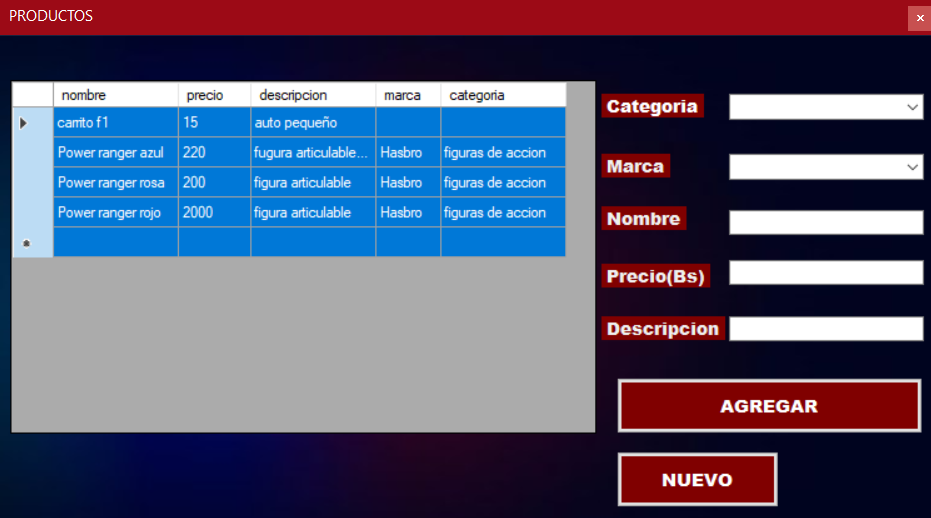 PRODUCTOS
nombre precio descripcion marca categoria
carrito f1 15 auto pequeño
Power ranger azul 220 fugura articulable... Hasbro figuras de accion
Power ranger rosa 200 figura articulable Hasbro figuras de accion
Power ranger rojo 2000 figura articulable Hasbro figuras de accion
Categoria
Marca
Nombre
Precio(Bs)
Descripcion
AGREGAR
NUEVO